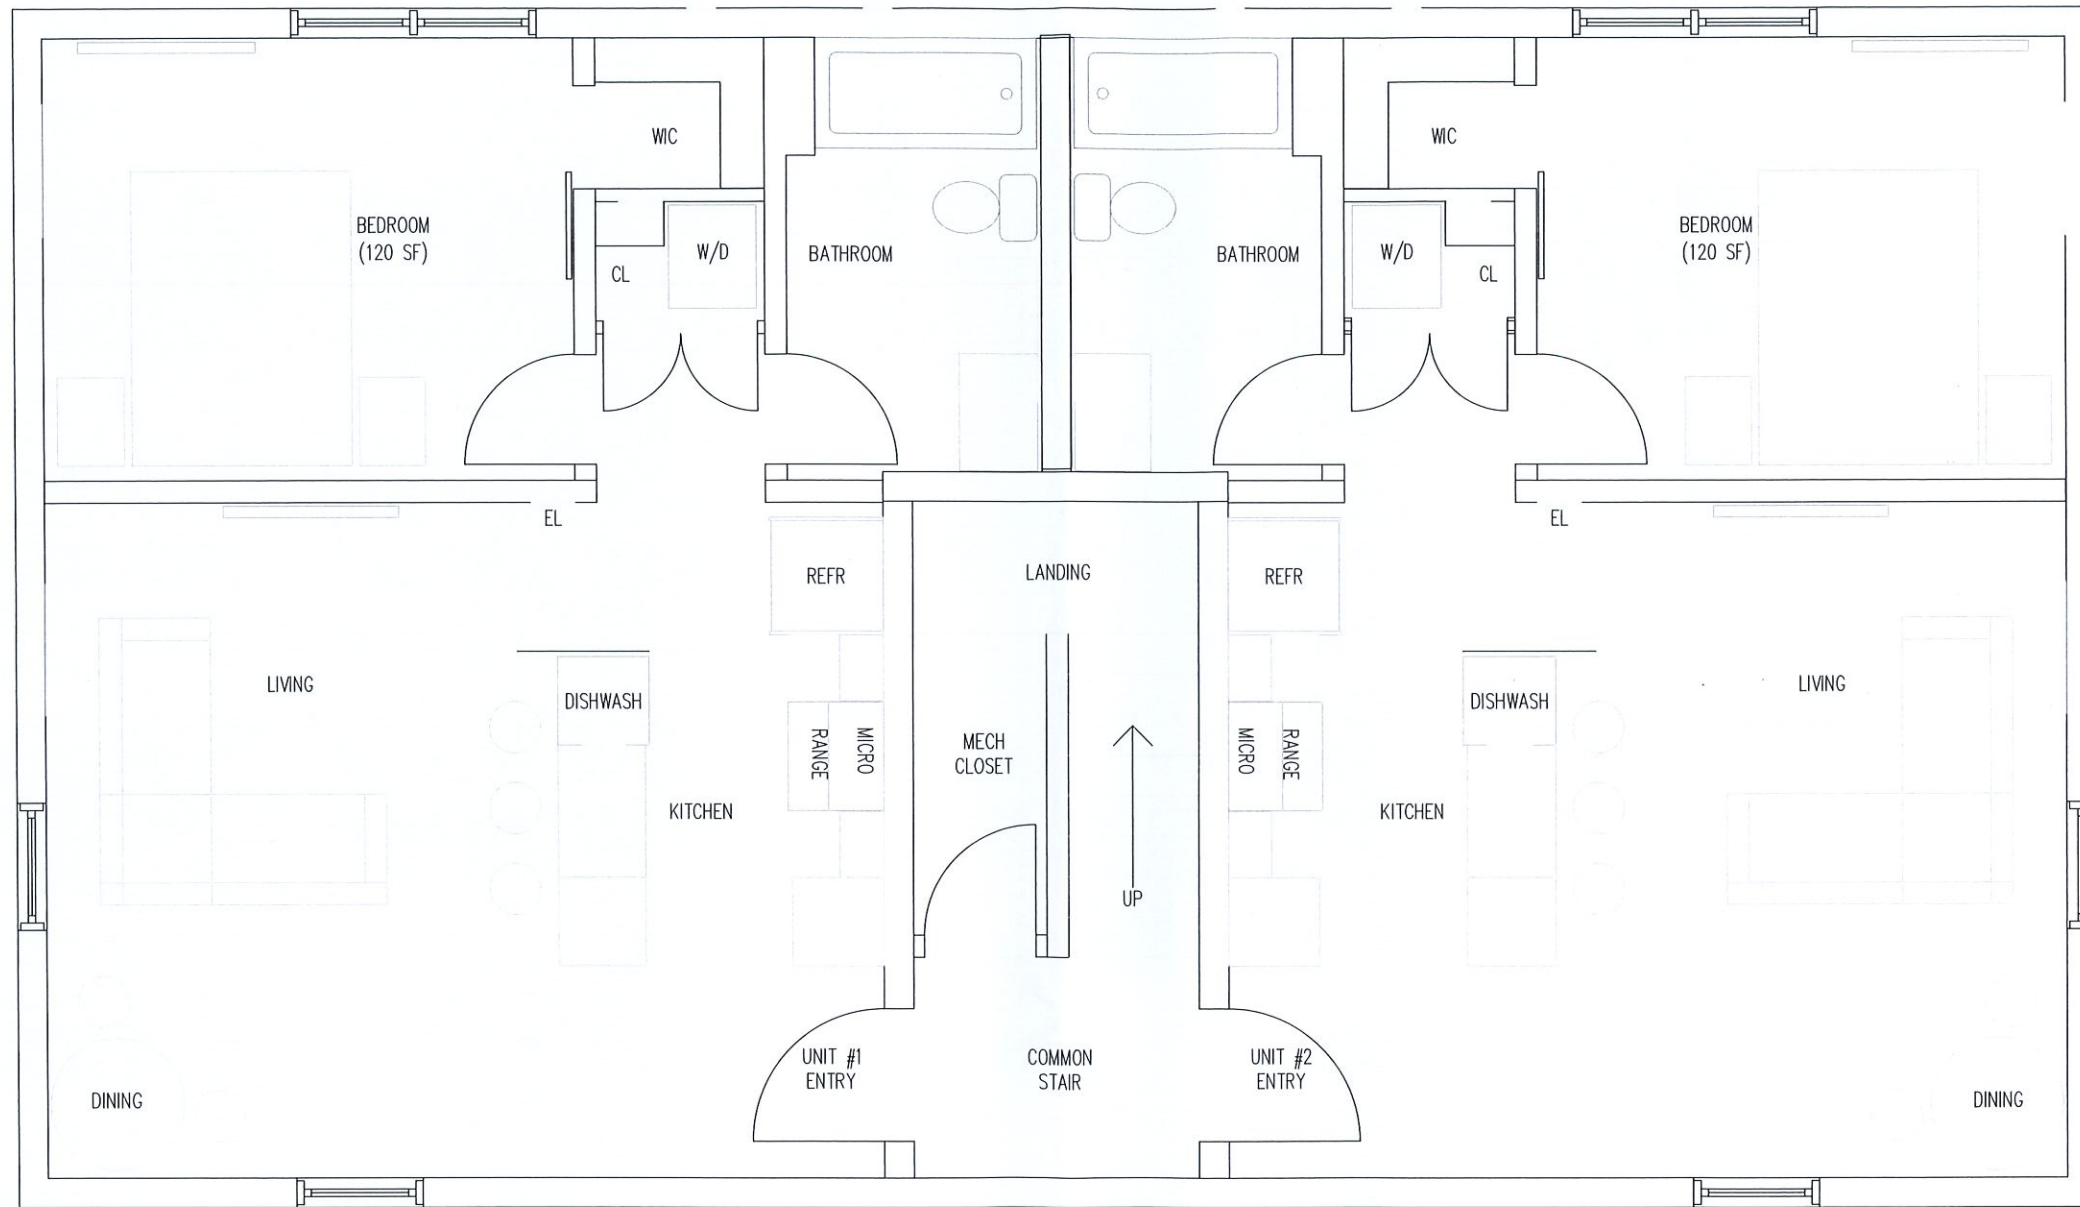 WIC
WIC
BEDROOM
(120 SF)
W/D
CL
BATHROOM
BATHROOM
W/D
CL
BEDROOM
(120 SF)
EL
EL
REFR
LANDING
REFR
LIVING
DISHWASH
RANGE
MICRO
MECH
CLOSET
MICRO
RANGE
DISHWASH
LIVING
KITCHEN
KITCHEN
UP
UNIT #1
ENTRY
COMMON
STAIR
UNIT #2
ENTRY
DINING
DINING